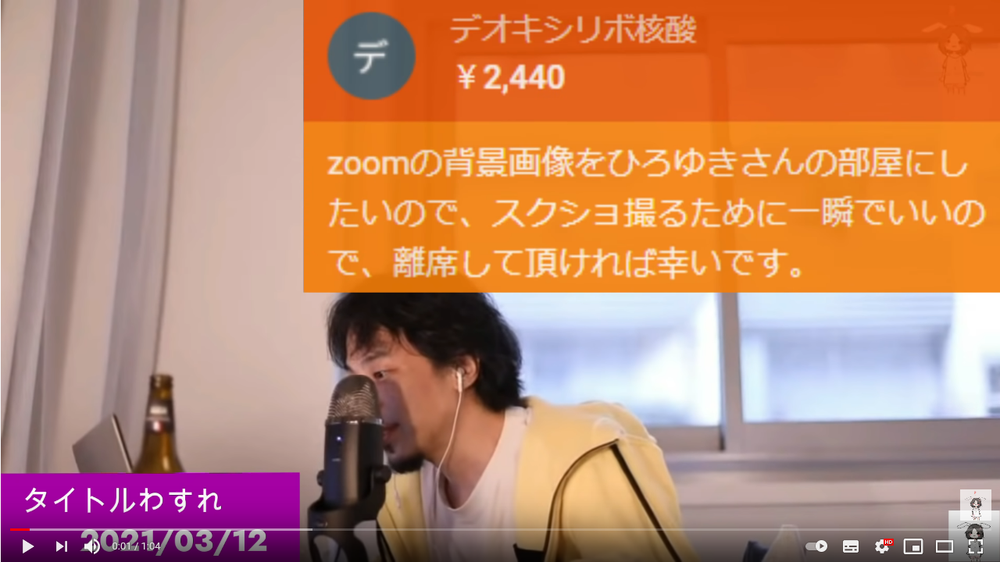 デ
デオキシリボ核酸
￥2,440
zoomの背景画像をひろゆきさんの部屋にし
たいので、スクショ撮るために一瞬でいいの
で、離席して頂ければ幸いです。
タイトルわすれ
2021/03/12
0:01 / 1:04
HD